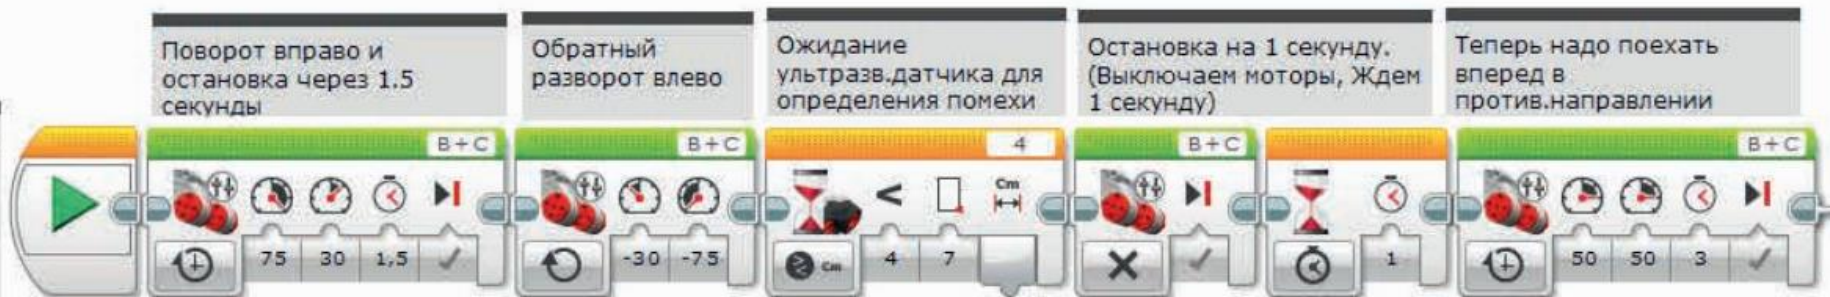 Поворот вправо и
остановка через 1.5
секунды
Обратный
разворот влево
Ожидание
ультразв.датчика для
определения помехи
Остановка на 1 секунду.
(Выключаем моторы, Ждем
1 секунду)
Теперь надо поехать
вперед в
против.направлении
B+C
B+C
4
B+C
B+C
<
Cm
75 30 1,5
-30 -75
Cm 4 7
1
50 50 3